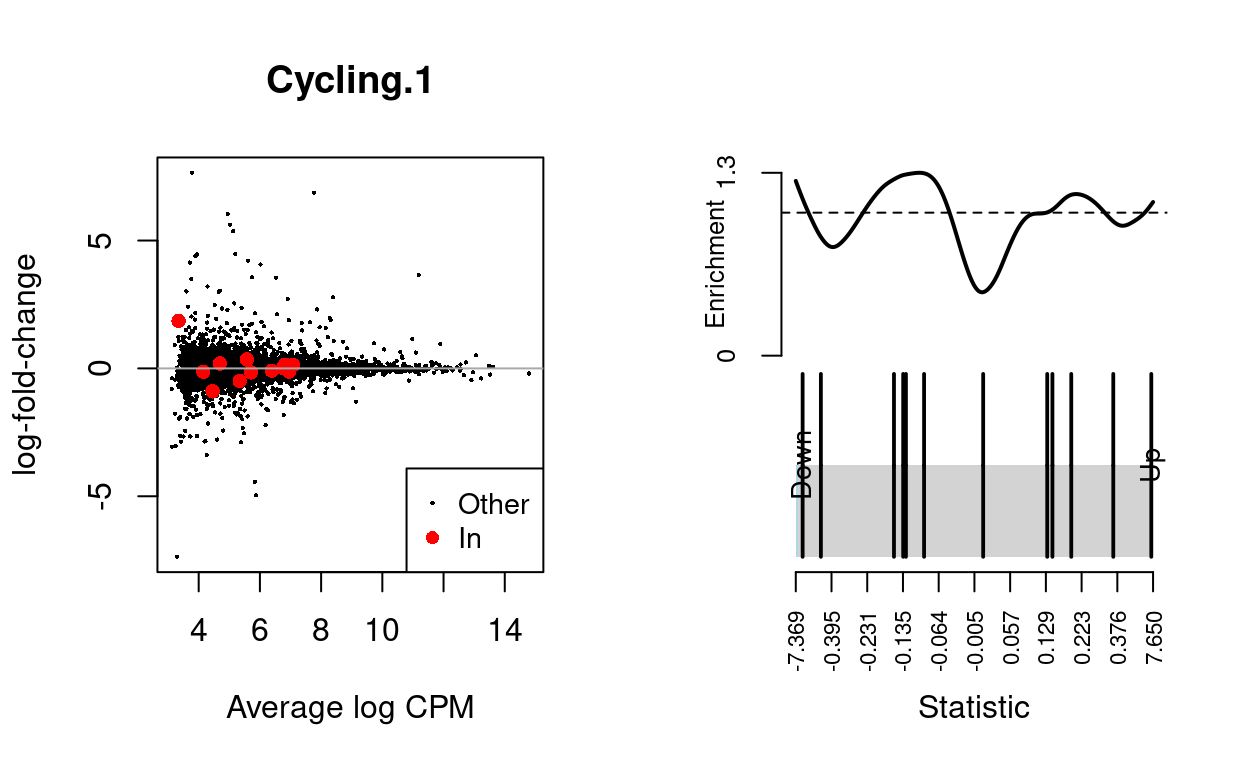 Cycling.1
log-fold-change
5
0
-5
Other
In
4 6 8 10 14
Average log CPM
Enrichment
1.3
0
Down
Up
-7.369
-0.395
-0.231
-0.135
-0.064
-0.005
0.057
0.129
0.223
0.376
7.650
Statistic